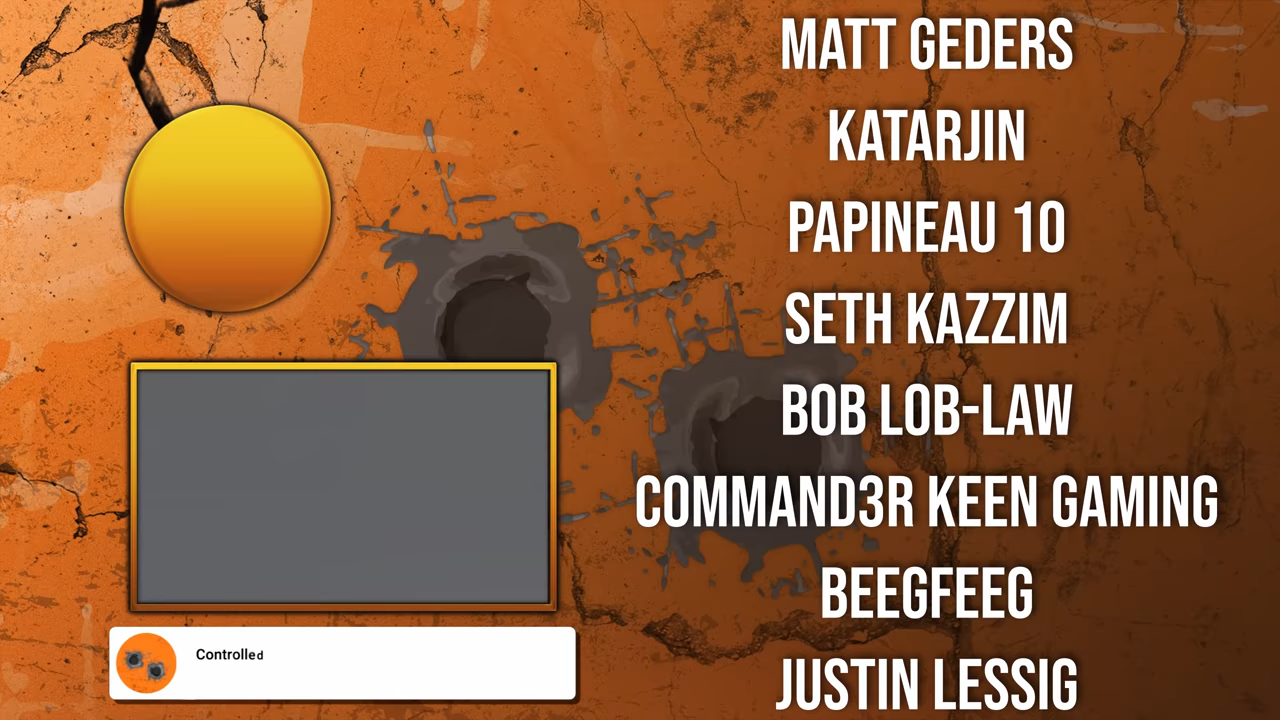 MATT GEDERS
KATARJIN
PAPINEAU 10
SETH KAZZIM
BOB LOB-LAW
COMMAND3R KEEN GAMING
BEEGFEEG
JUSTIN LESSIG
Controlled